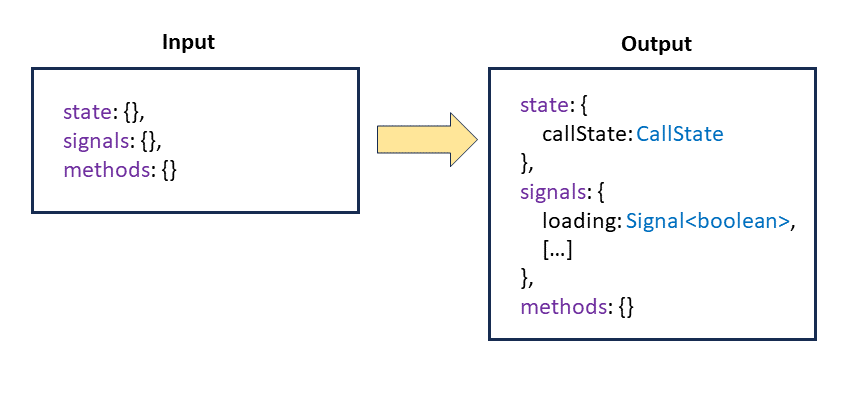 Input
state: {},
signals: {},
methods: {}
Output
state: {
callState: CallState
},
signals: {
loading: Signal<boolean>,
[…]
},
methods: {}